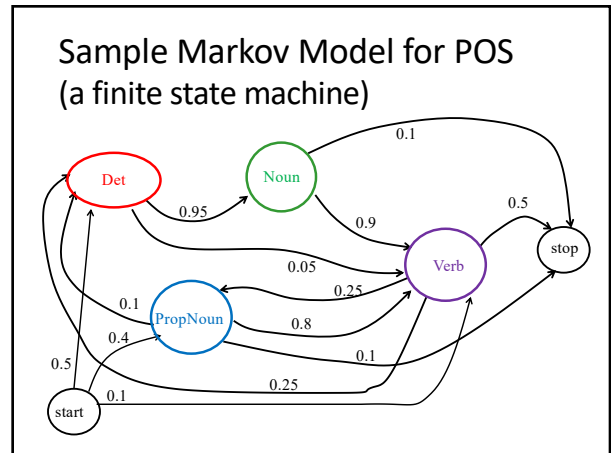 Sample Markov Model for POS
(a finite state machine)
0.1
Noun
Det
0.95
0.9
0.5
stop
0.05
Verb
0.25
0.1
PropNoun
0.8
0.4
0.1
0.5
0.25
0.1
start